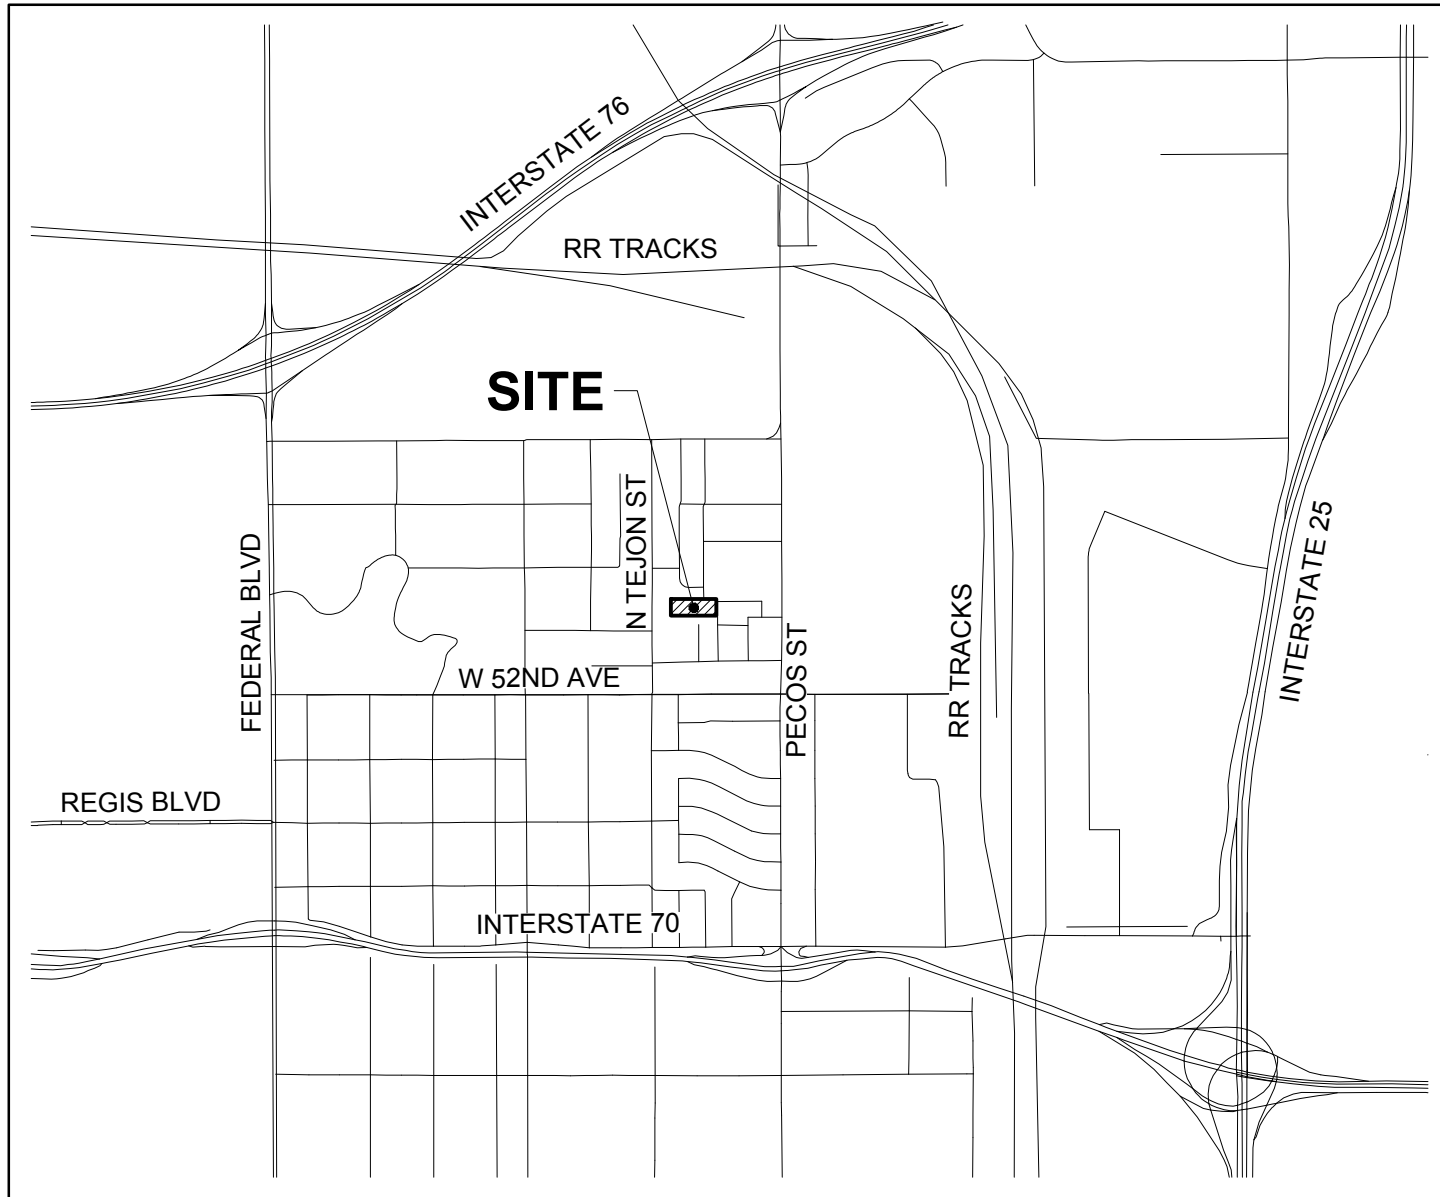 INTERSTATE 76
RR TRACKS
SITE
N TEJON ST
FEDERAL BLVD
INTERSTATE 25
RR TRACKS
PECOS ST
W 52ND AVE
REGIS BLVD
INTERSTATE 70